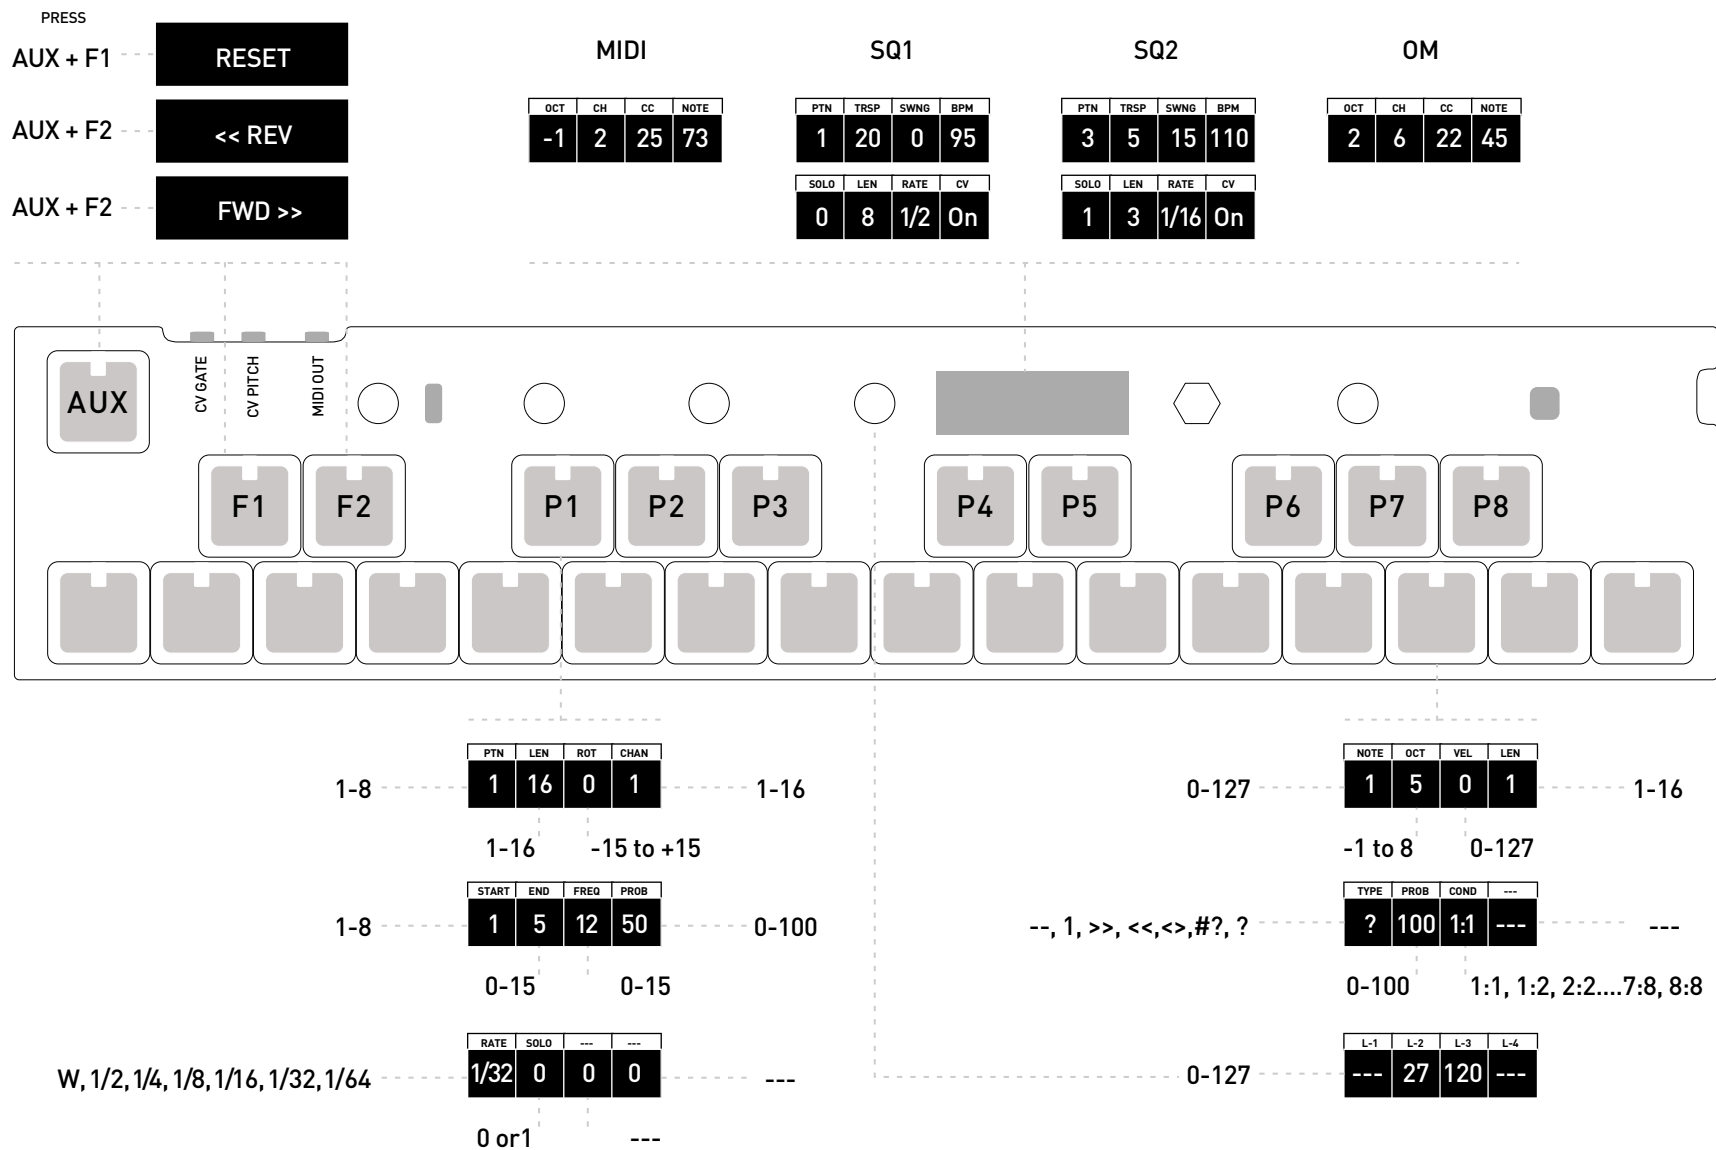 PRESS
AUX + F1 RESET
AUX + F2 << REV
AUX + F2 FWD >>
MIDI SQ1 SQ2 OM
OCT CH CC NOTE
-1 2 25 73
PTN TRSP SWNG BPM
1 20 0 95
SOLO LEN RATE CV
0 8 1/2 On
PTN TRSP SWNG BPM
3 5 15 110
SOLO LEN RATE CV
1 3 1/16 On
OCT CH CC NOTE
2 6 22 45
AUX
CV GATE
CV PITCH
MIDI OUT
F1 F2 P1 P2 P3 P4 P5 P6 P7 P8
PTN LEN ROT CHAN
1-8 1 16 0 1 1-16
1-16 -15 to +15
START END FREQ PROB
1-8 1 5 12 50 0-100
0-15 0-15
RATE SOLO --- ---
W, 1/2, 1/4, 1/8, 1/16, 1/32, 1/64 1/32 0 0 0 ---
0 or1 ---
NOTE OCT VEL LEN
0-127 1 5 0 1 1-16
-1 to 8 0-127
TYPE PROB COND ---
--, 1, >>, <<,<>,#?, ? ? 100 1:1 --- ---
0-100 1:1, 1:2, 2:2....7:8, 8:8
L-1 L-2 L-3 L-4
0-127 --- 27 120 ---